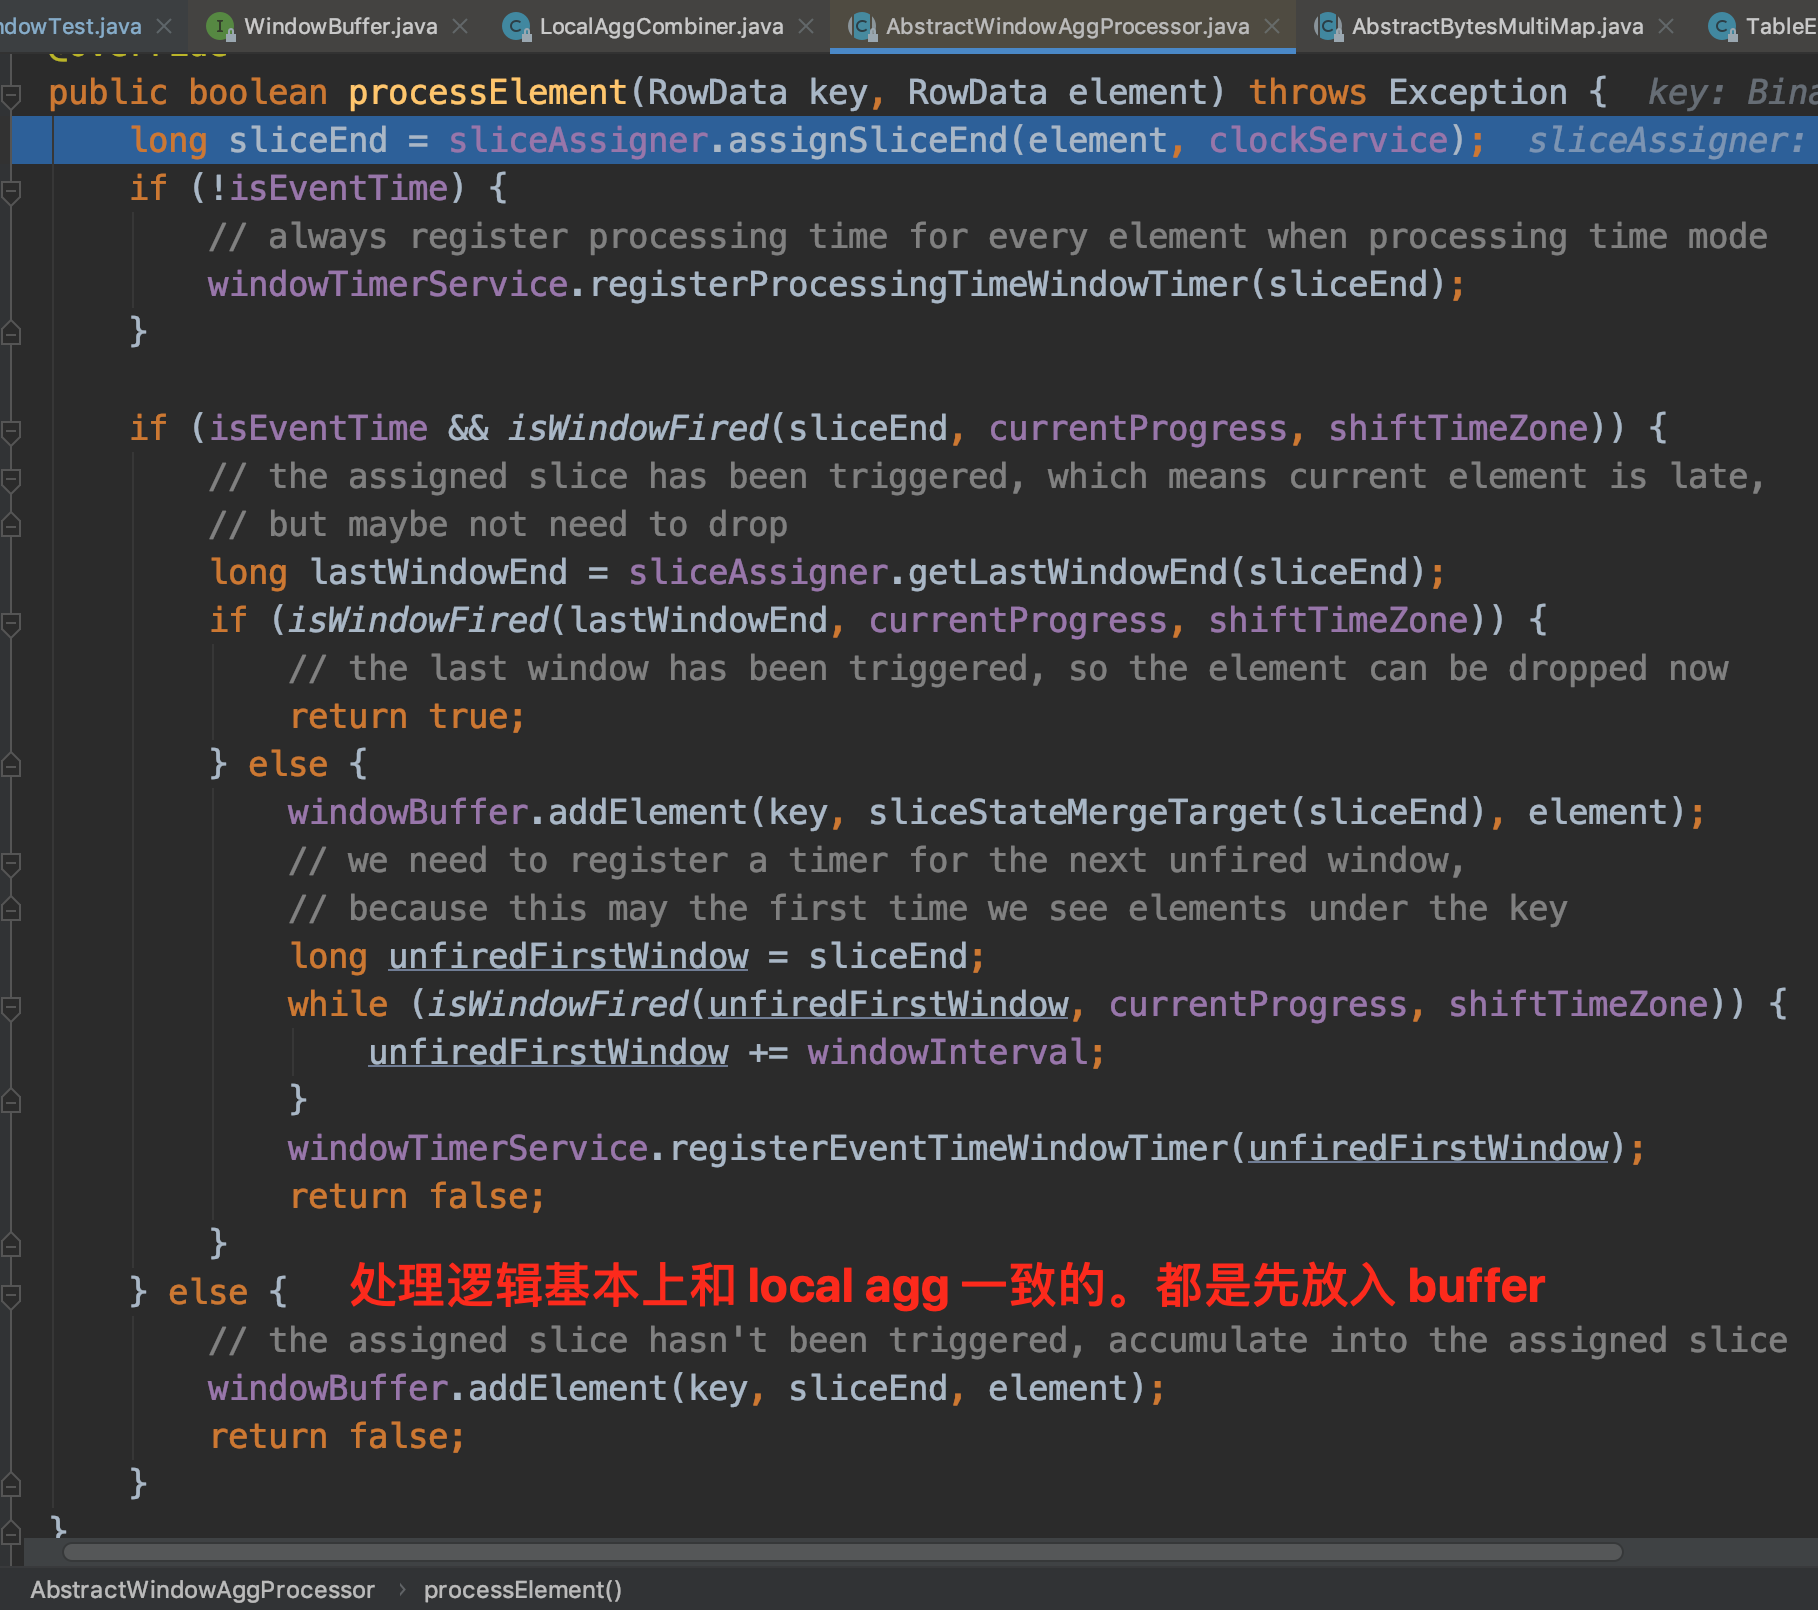 ndowTest.java
WindowBuffer.java
LocalAggCombiner.java
AbstractWindowAggProcessor.java
AbstractBytesMultiMap.java
public boolean processElement(RowData key, RowData element) throws Exception { key:
long sliceEnd = sliceAssigner.assignSliceEnd(element, clockService); sliceAssigner:
if (!isEventTime) {
// always register processing time for every element when processing time mode
windowTimerService.registerProcessingTimeWindowTimer(sliceEnd);
}
if (isEventTime && isWindowFired(sliceEnd, currentProgress, shiftTimeZone)) {
// the assigned slice has been triggered, which means current element is late,
// but maybe not need to drop
long lastWindowEnd = sliceAssigner.getLastWindowEnd(sliceEnd);
if (isWindowFired(lastWindowEnd, currentProgress, shiftTimeZone)) {
// the last window has been triggered, so the element can be dropped now
return true;
} else {
windowBuffer.addElement(key, sliceStateMergeTarget(sliceEnd), element);
// we need to register a timer for the next unfired window,
// because this may the first time we see elements under the key
long unfiredFirstWindow = sliceEnd;
while (isWindowFired(unfiredFirstWindow, currentProgress, shiftTimeZone)) {
unfiredFirstWindow += windowInterval;
}
windowTimerService.registerEventTimeWindowTimer(unfiredFirstWindow);
return false;
}
} else { 处理逻辑基本上和 local agg 一致的。都是先放入 buffer
// the assigned slice hasn't been triggered, accumulate into the assigned slice
windowBuffer.addElement(key, sliceEnd, element);
return false;
}
}
AbstractWindowAggProcessor › processElement()